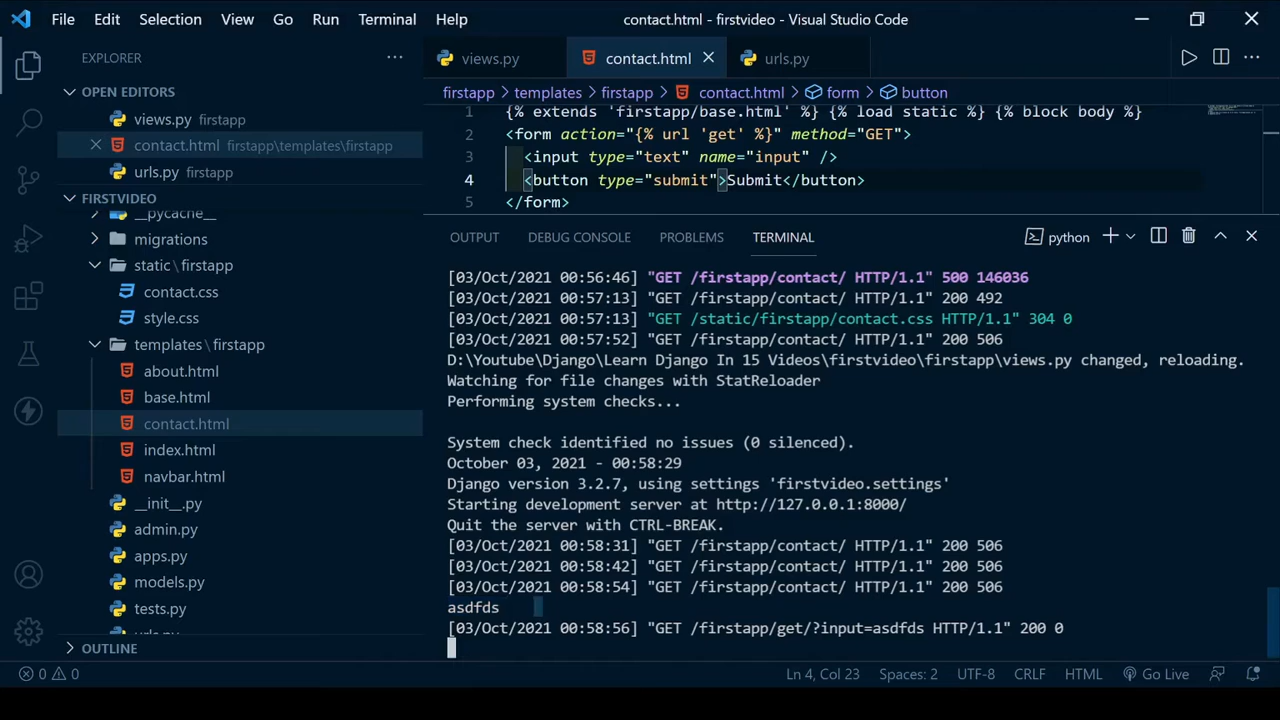 File Edit Selection View Go Run Terminal Help contact.html - firstvideo - Visual Studio Code
EXPLORER
OPEN EDITORS
views.py firstapp
contact.html firstapp\templates\firstapp
urls.py firstapp
FIRSTVIDEO
__pycache__
migrations
static\firstapp
contact.css
style.css
templates\firstapp
about.html
base.html
contact.html
index.html
navbar.html
__init__.py
admin.py
apps.py
models.py
tests.py
urls.py
OUTLINE
views.py contact.html urls.py
firstapp > templates > firstapp > contact.html > form > button
1 {% extends 'firstapp/base.html' %} {% load static %} {% block body %}
2 <form action="{% url 'get' %}" method="GET">
3 <input type="text" name="input" />
4 <button type="submit">Submit</button>
5 </form>
OUTPUT DEBUG CONSOLE PROBLEMS TERMINAL python
[03/Oct/2021 00:56:46] "GET /firstapp/contact/ HTTP/1.1" 500 146036
[03/Oct/2021 00:57:13] "GET /firstapp/contact/ HTTP/1.1" 200 492
[03/Oct/2021 00:57:13] "GET /static/firstapp/contact.css HTTP/1.1" 304 0
[03/Oct/2021 00:57:52] "GET /firstapp/contact/ HTTP/1.1" 200 506
D:\Youtube\Django\Learn Django In 15 Videos\firstvideo\firstapp\views.py changed, reloading.
Watching for file changes with StatReloader
Performing system checks...
System check identified no issues (0 silenced).
October 03, 2021 - 00:58:29
Django version 3.2.7, using settings 'firstvideo.settings'
Starting development server at http://127.0.0.1:8000/
Quit the server with CTRL-BREAK.
[03/Oct/2021 00:58:31] "GET /firstapp/contact/ HTTP/1.1" 200 506
[03/Oct/2021 00:58:42] "GET /firstapp/contact/ HTTP/1.1" 200 506
[03/Oct/2021 00:58:54] "GET /firstapp/contact/ HTTP/1.1" 200 506
asdfds
[03/Oct/2021 00:58:56] "GET /firstapp/get/?input=asdfds HTTP/1.1" 200 0
0 0 Ln 4, Col 23 Spaces: 2 UTF-8 CRLF HTML Go Live